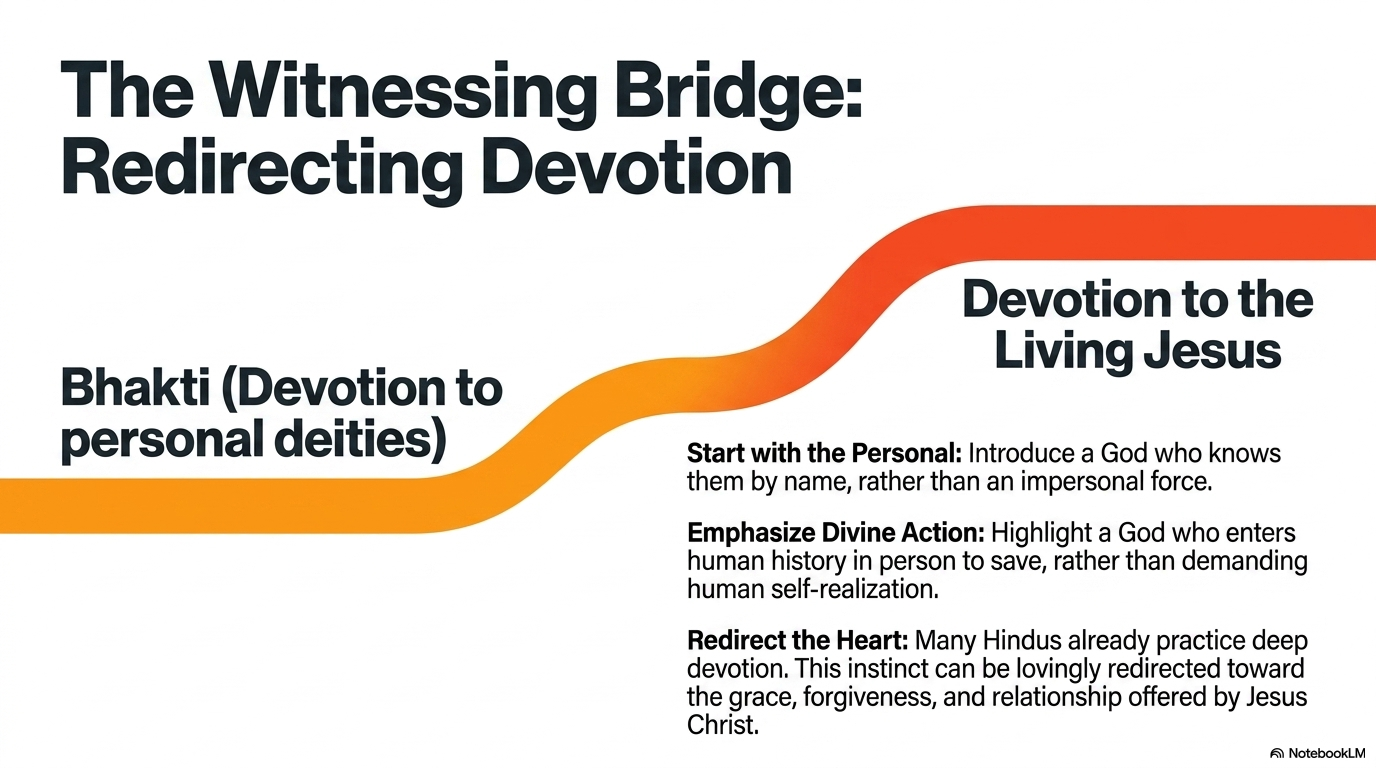 The Witnessing Bridge:
Redirecting Devotion
Bhakti (Devotion to
personal deities)
Devotion to the
Living Jesus
Start with the Personal: Introduce a God who knows
them by name, rather than an impersonal force.
Emphasize Divine Action: Highlight a God who enters
human history in person to save, rather than demanding
human self-realization.
Redirect the Heart: Many Hindus already practice deep
devotion. This instinct can be lovingly redirected toward
the grace, forgiveness, and relationship offered by Jesus
Christ.
NotebookLM